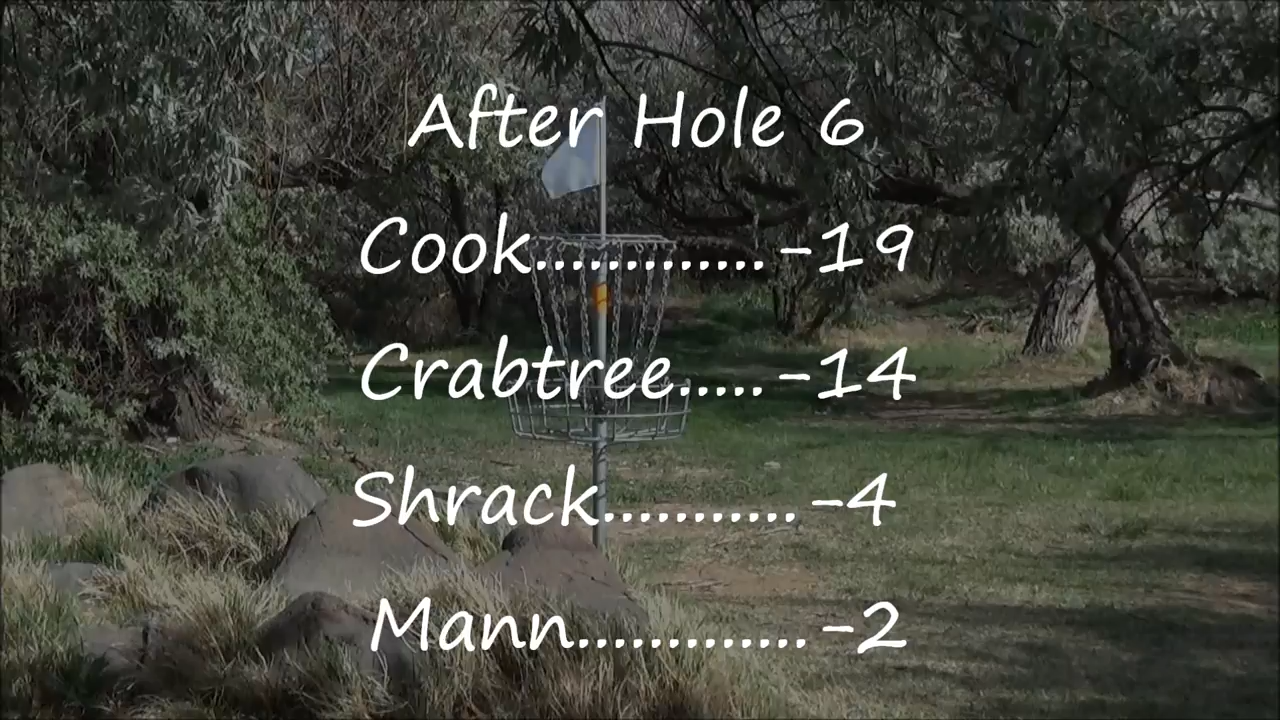 After Hole 6
Cook.............-19
Crabtree.....-14
Shrack...........-4
Mann.............-2